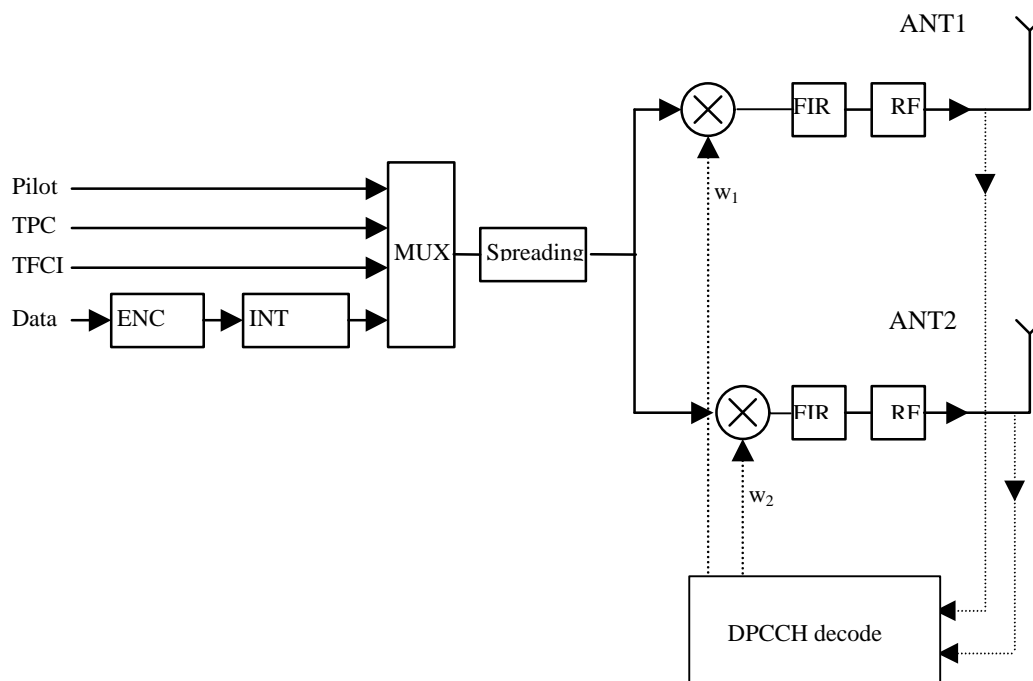 ANT1
FIR
RF
Pilot
w1
TPC
MUX
Spreading
TFCI
Data
ENC
INT
ANT2
FIR
RF
w2
DPCCH decode